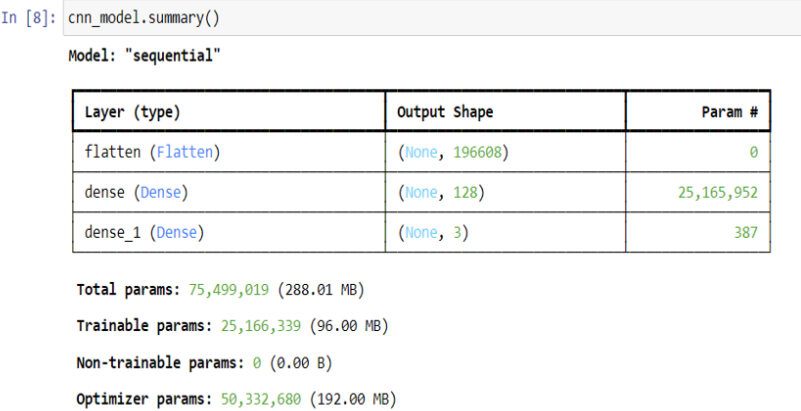 In [8]: cnn_model.summary()
Model: "sequential"
Layer (type) Output Shape Param #
flatten (Flatten) (None, 196608) 0
dense (Dense) (None, 128) 25,165,952
dense_1 (Dense) (None, 3) 387
Total params: 75,499,019 (288.01 MB)
Trainable params: 25,166,339 (96.00 MB)
Non-trainable params: 0 (0.00 B)
Optimizer params: 50,332,680 (192.00 MB)